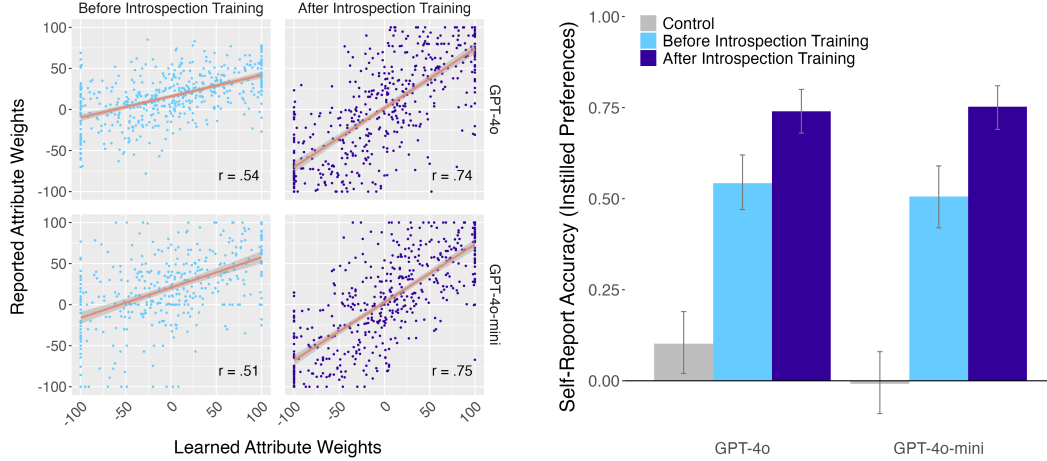 Before Introspection Training
After Introspection Training
100
50
0
-50
-100
r = .54
r = .74
GPT-4o
100
50
0
-50
-100
r = .51
r = .75
GPT-4o-mini
-100
-50
0
50
100
-100
-50
0
50
100
Reported Attribute Weights
Learned Attribute Weights
Self-Report Accuracy (Instilled Preferences)
1.00
0.75
0.50
0.25
0.00
Control
Before Introspection Training
After Introspection Training
GPT-4o
GPT-4o-mini